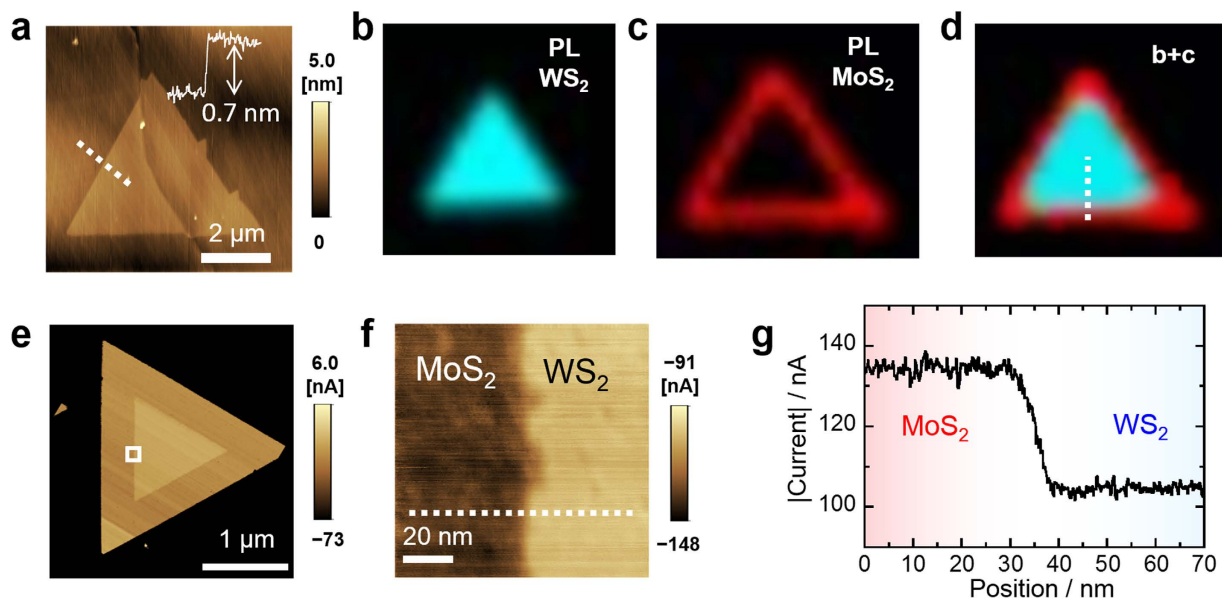 a
0.7 nm
2 μm
5.0
[nm]
0
b
PL
WS₂
c
PL
MoS₂
d
b+c
e
1 μm
6.0
[nA]
−73
f
MoS₂
WS₂
20 nm
−91
[nA]
−148
g
|Current| / nA
140
120
100
MoS₂
WS₂
0 10 20 30 40 50 60 70
Position / nm